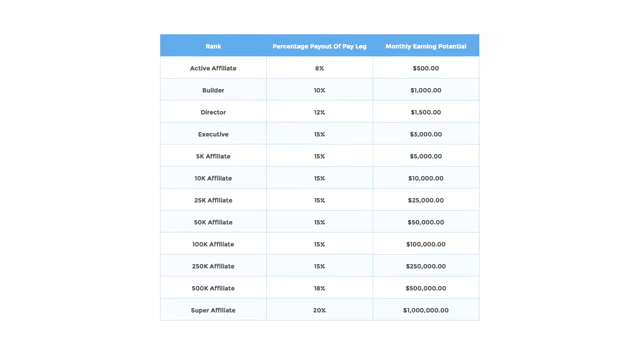 Rank Percentage Payout Of Pay Leg Monthly Earning Potential
Active Affiliate 8% $500.00
Builder 10% $1,000.00
Director 12% $1,500.00
Executive 15% $3,000.00
5K Affiliate 15% $5,000.00
10K Affiliate 15% $10,000.00
25K Affiliate 15% $25,000.00
50K Affiliate 15% $50,000.00
100K Affiliate 15% $100,000.00
250K Affiliate 15% $250,000.00
500K Affiliate 18% $500,000.00
Super Affiliate 20% $1,000,000.00